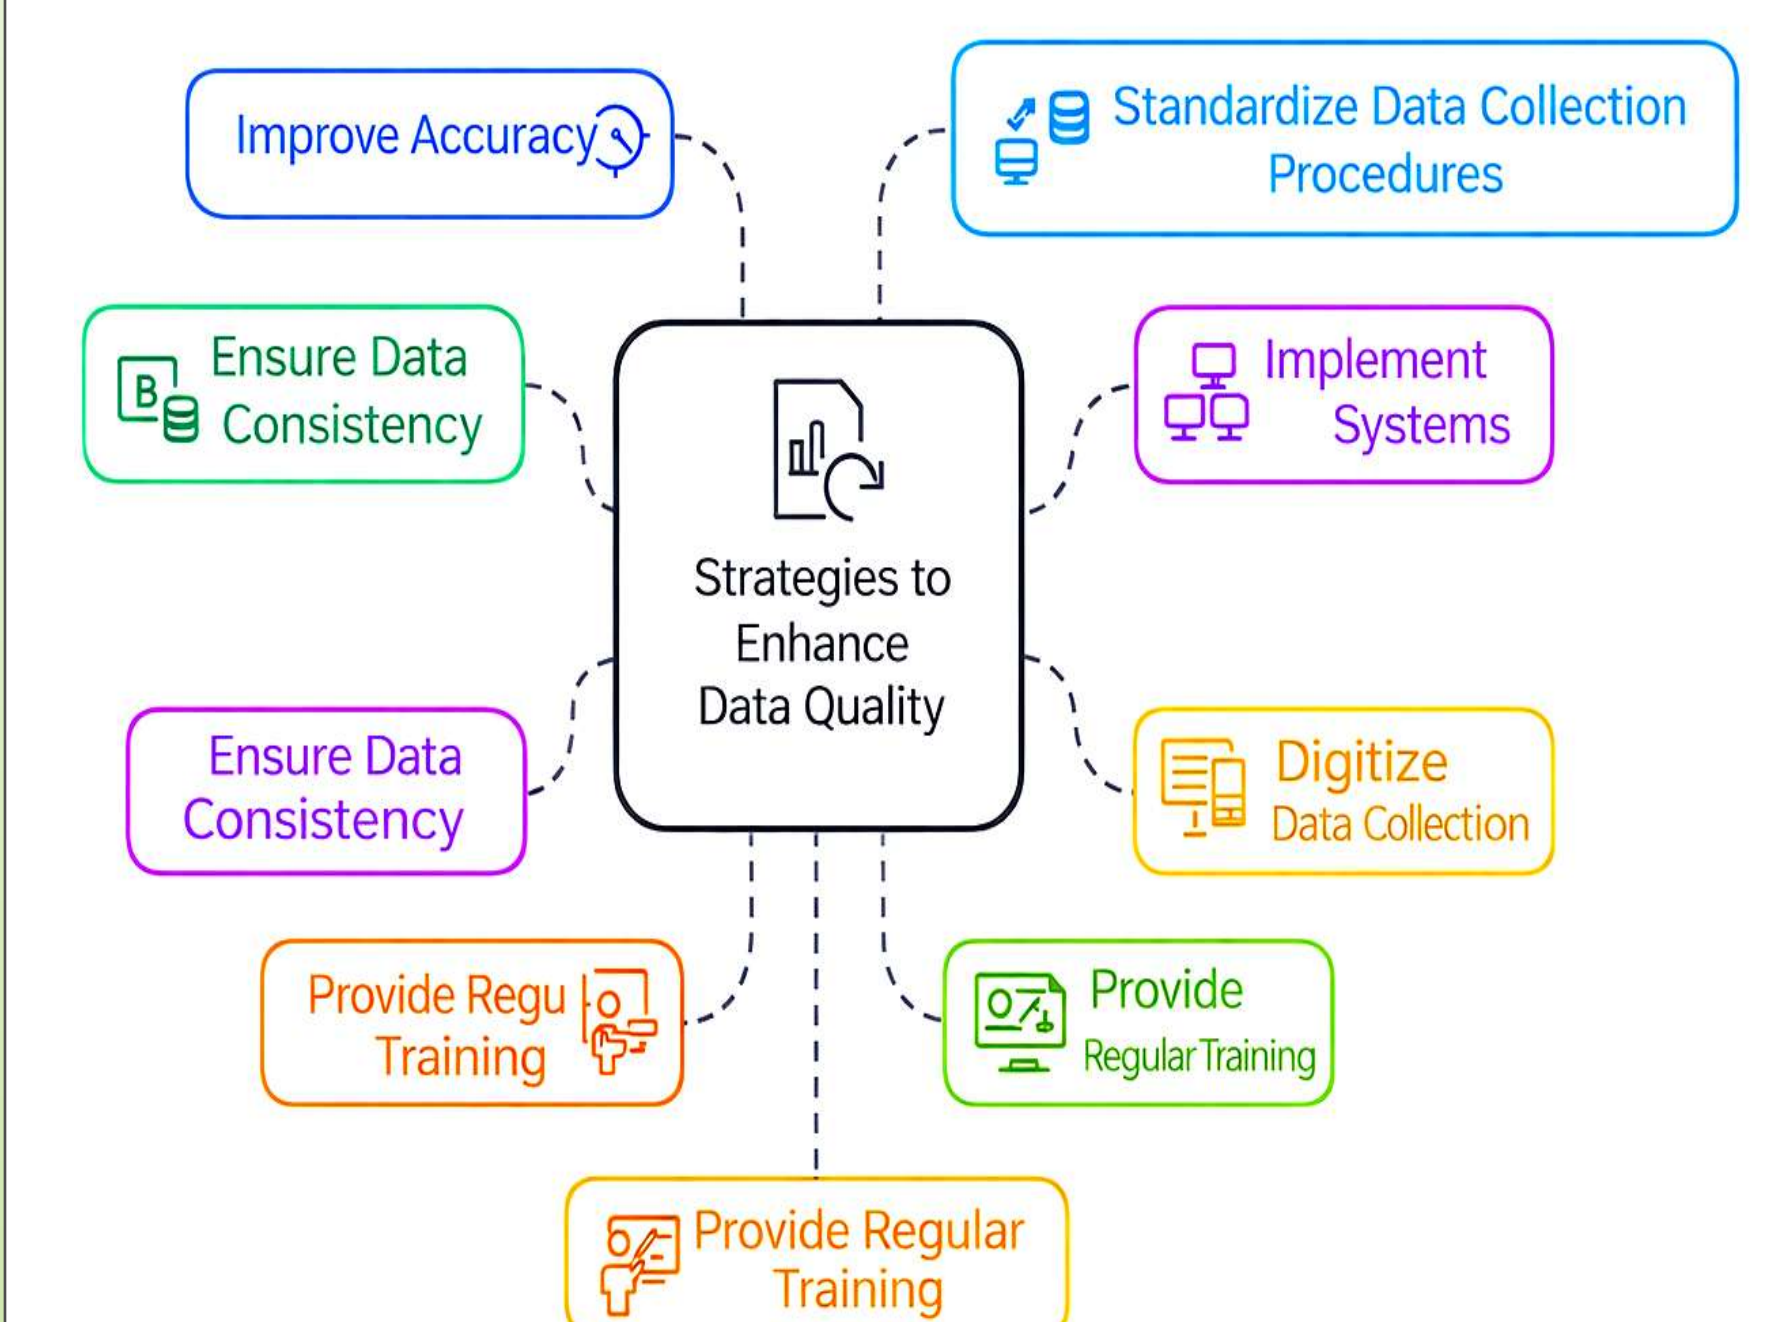 Improve Accuracy
Standardize Data Collection
Procedures
Ensure Data
Consistency
B
Implement
Systems
Strategies to
Enhance
Data Quality
Ensure Data
Consistency
Digitize
Data Collection
Provide Regu
Training
Provide
Regular Training
Provide Regular
Training